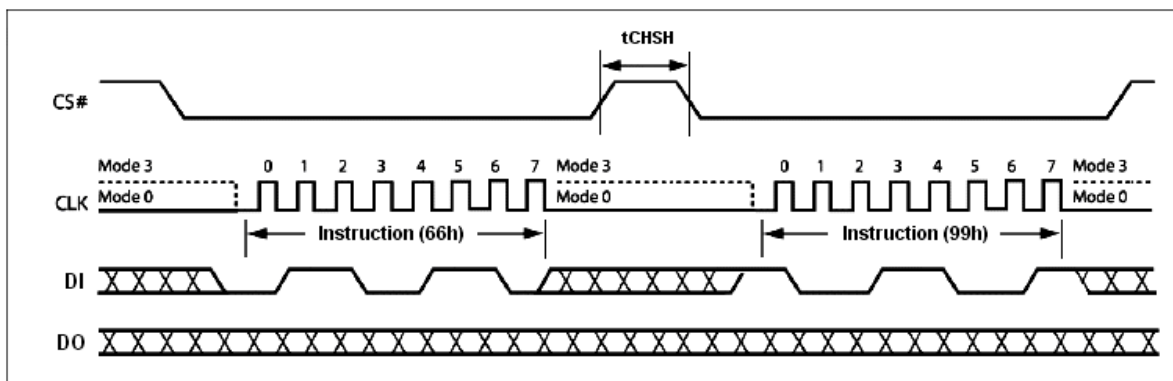 tCHSH
CS#
Mode 3 0 1 2 3 4 5 6 7 Mode 3 0 1 2 3 4 5 6 7 Mode 3
CLK Mode 0 Mode 0 Mode 0
Instruction (66h) Instruction (99h)
DI
DO